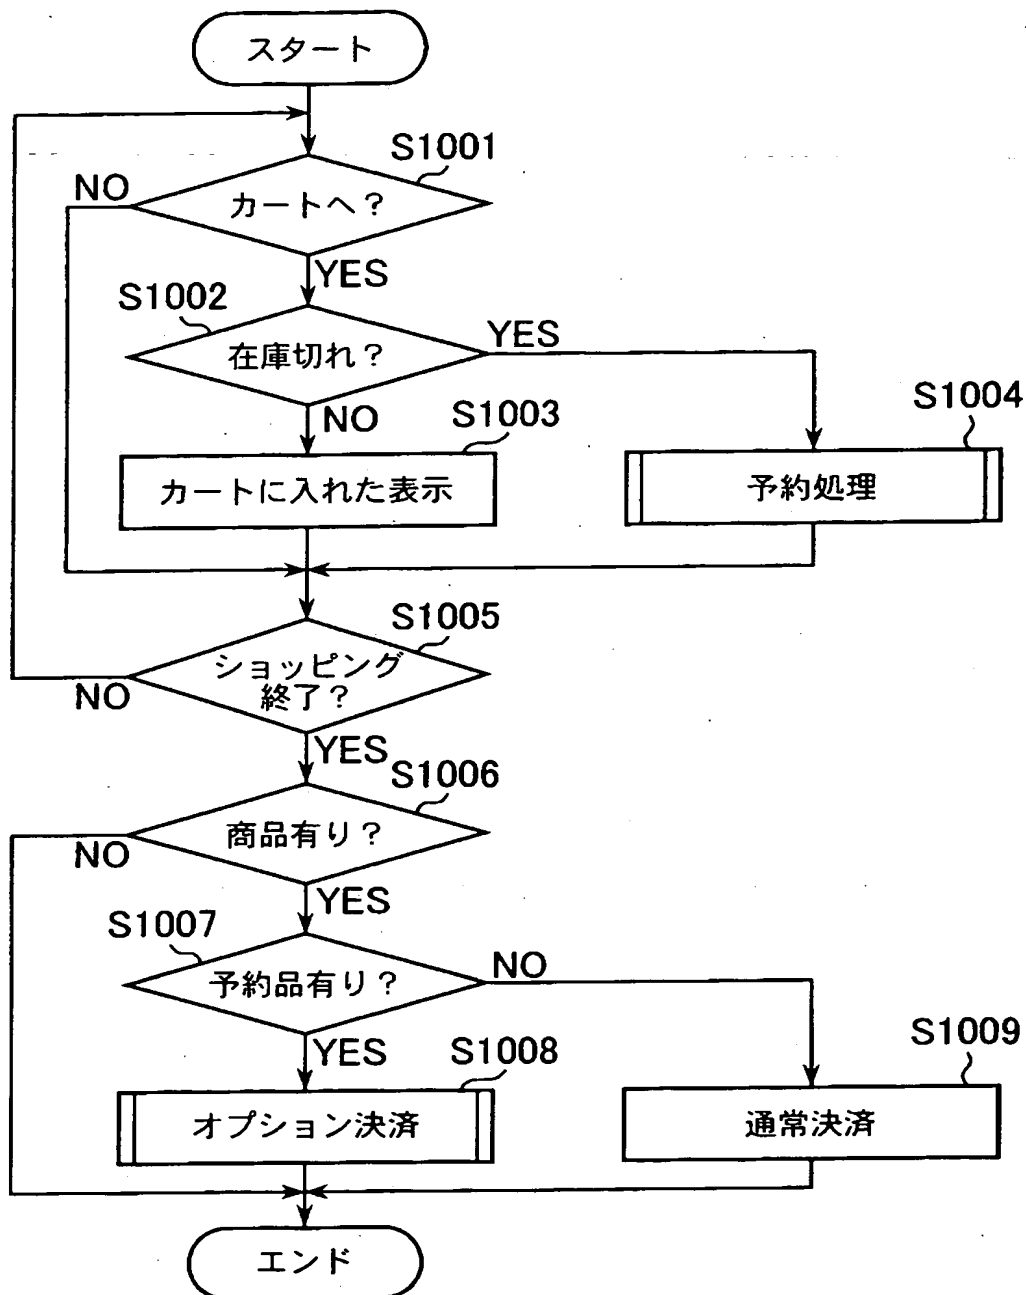 スタート
S1001
NO
カートへ？
YES
S1002
YES
在庫切れ？
NO
S1003
S1004
カートに入れた表示
予約処理
S1005
ショッピング
終了？
NO
YES
S1006
商品有り？
NO
YES
S1007
NO
予約品有り？
YES
S1008
S1009
オプション決済
通常決済
エンド